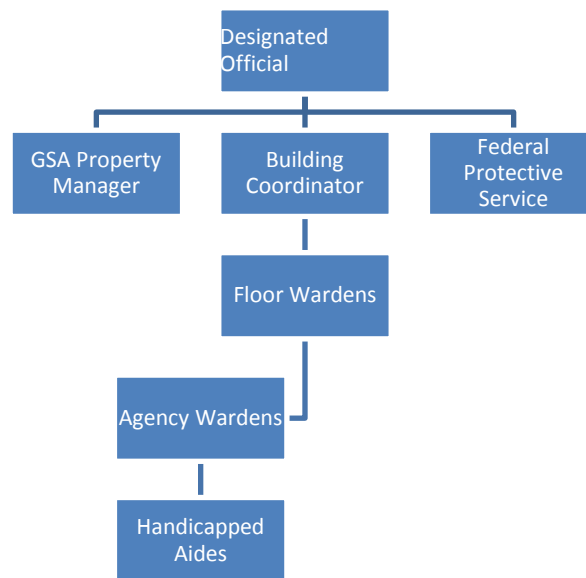 Designated
Official
GSA Property
Manager
Building
Coordinator
Federal
Protective
Service
Floor Wardens
Agency Wardens
Handicapped
Aides